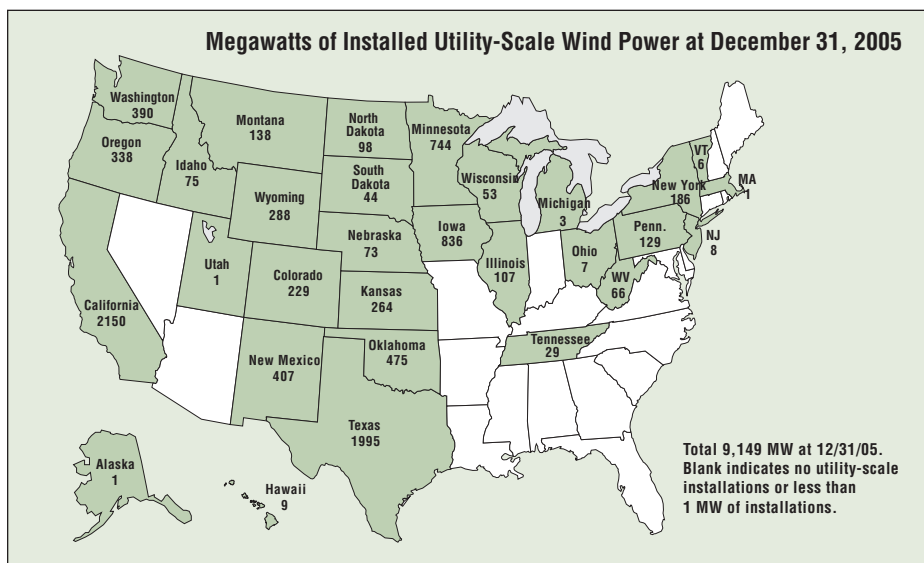 Megawatts of Installed Utility-Scale Wind Power at December 31, 2005
Washington
390
Oregon
338
Idaho
75
Montana
138
North
Dakota
98
Minnesota
744
South
Dakota
44
Wisconsin
53
Michigan
3
VT
6
MA
1
New York
186
Wyoming
288
Nebraska
73
Iowa
836
Illinois
107
Ohio
7
Penn.
129
NJ
8
WV
66
Utah
1
Colorado
229
Kansas
264
California
2150
New Mexico
407
Oklahoma
475
Tennessee
29
Texas
1995
Alaska
1
Hawaii
9
Total 9,149 MW at 12/31/05.
Blank indicates no utility-scale
installations or less than
1 MW of installations.